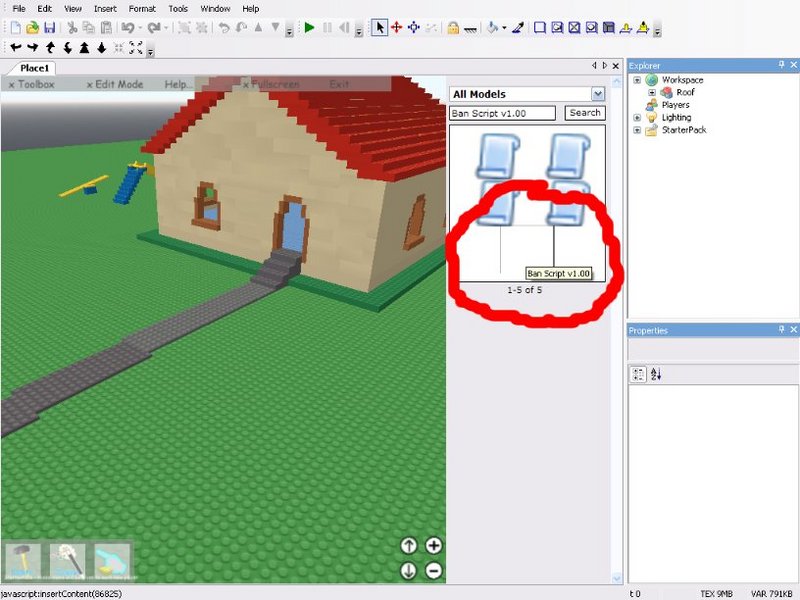 File Edit View Insert Format Tools Window Help
Place1
x Toolbox x Edit Mode Help... x Fullscreen Exit
All Models
Ban Script v1.00 Search
Ban Script v1.00
1-5 of 5
Explorer
Workspace
Roof
Players
Lighting
StarterPack
Properties
javascript:insertContent(86825)
t 0 TEX 9MB VAR 791KB